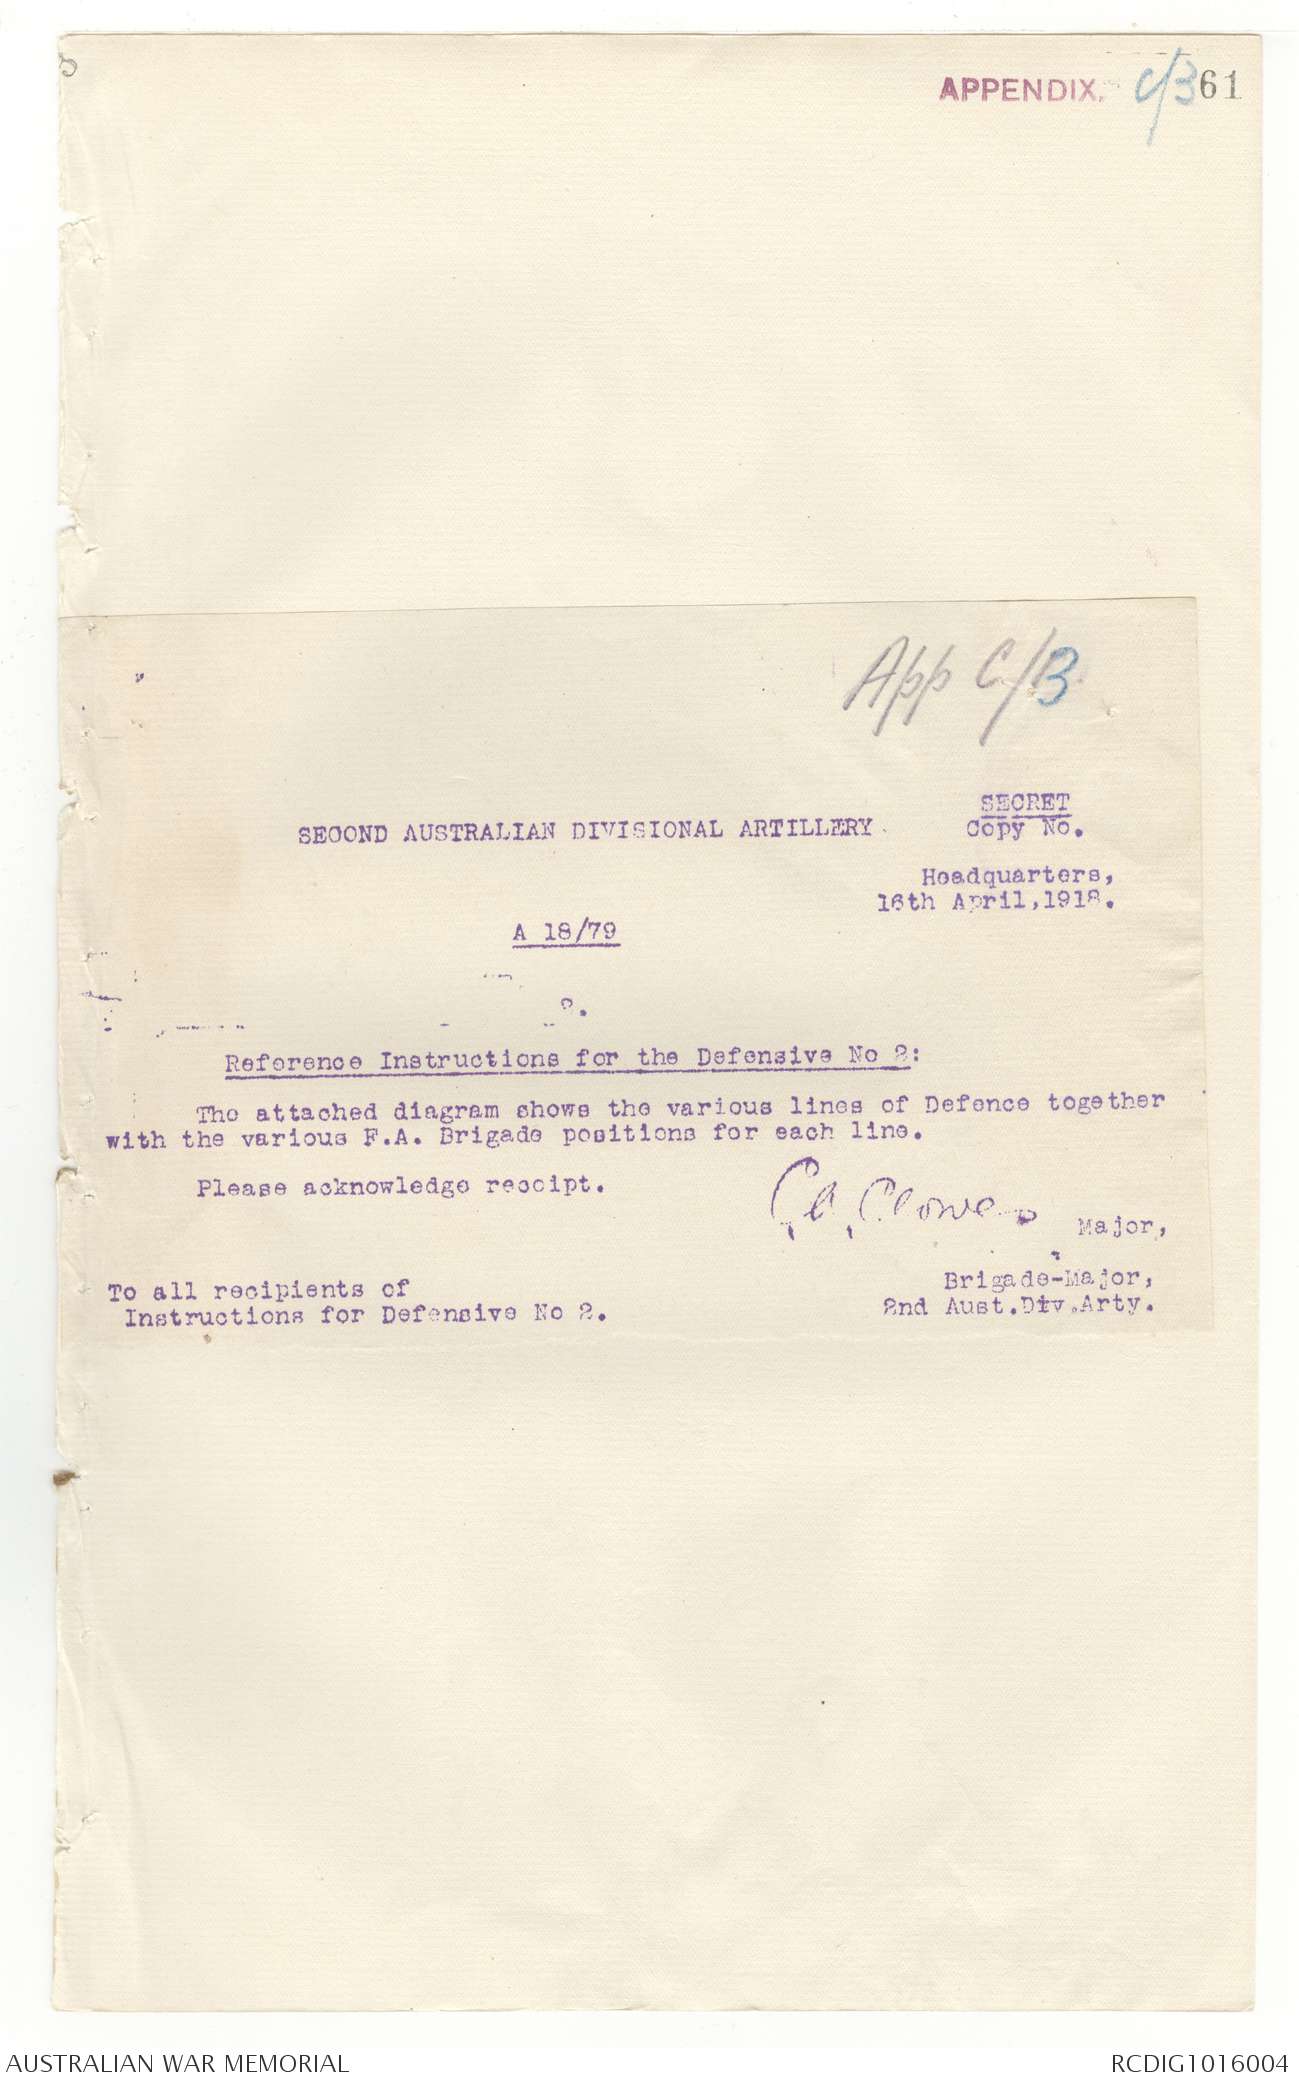 APPENDIX. C/B 61
App C/B
SECRET
SECOND AUSTRALIAN DIVISIONAL ARTILLERY. Copy No.
Headquarters,
16th April, 1918.
A 18/79
Reference Instructions for the Defensive No 2:
The attached diagram shows the various lines of Defence together
with the various F.A. Brigade positions for each line.
Please acknowledge receipt.
Clowes
Major,
Brigade-Major,
2nd Aust.Div.Arty.
To all recipients of
Instructions for Defensive No 2.
AUSTRALIAN WAR MEMORIAL
RCDIG1016004